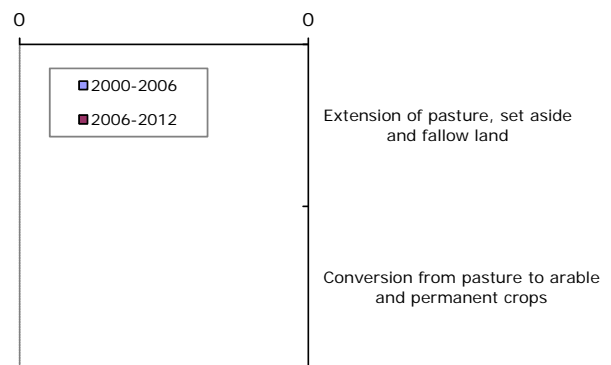 0 0
2000-2006
2006-2012
Extension of pasture, set aside
and fallow land
Conversion from pasture to arable
and permanent crops